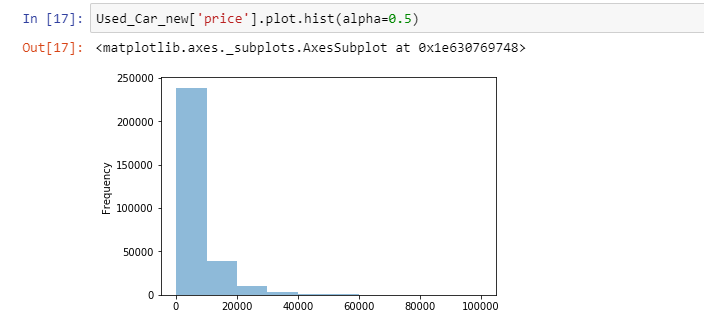 In [17]: Used_Car_new['price'].plot.hist(alpha=0.5)
Out[17]: <matplotlib.axes._subplots.AxesSubplot at 0x1e630769748>
250000
200000
150000
100000
50000
0
Frequency
0 20000 40000 60000 80000 100000